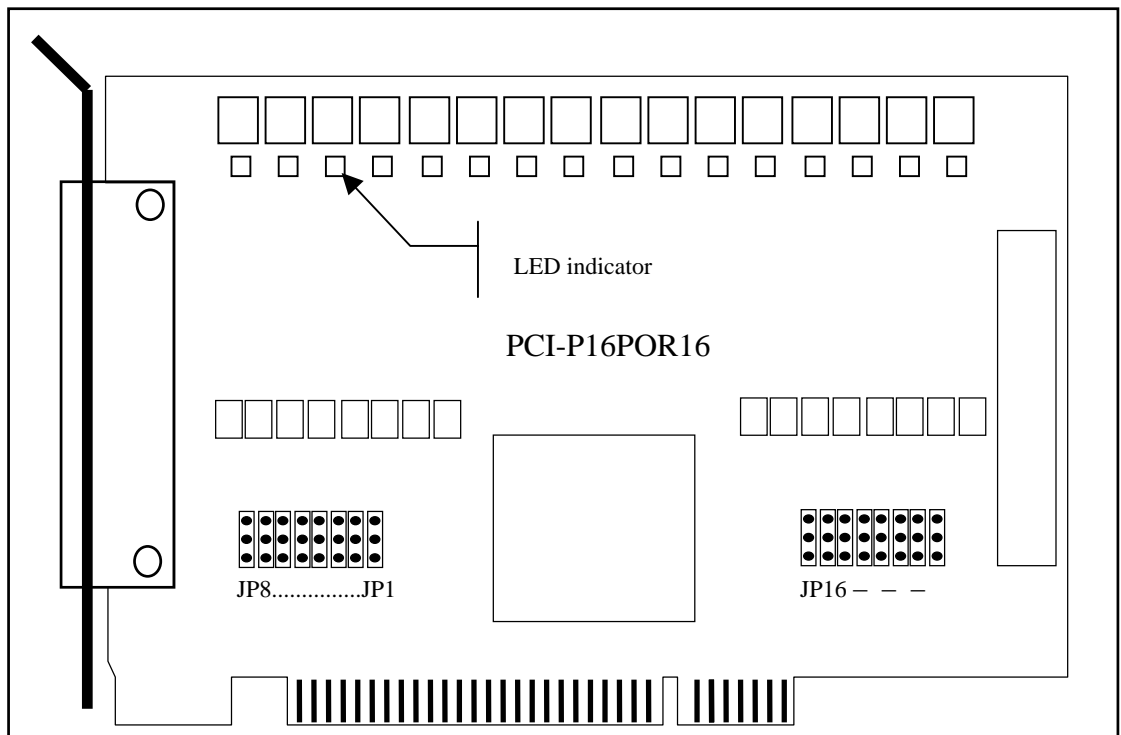 LED indicator
PCI-P16POR16
JP8...............JP1
JP16 – – –